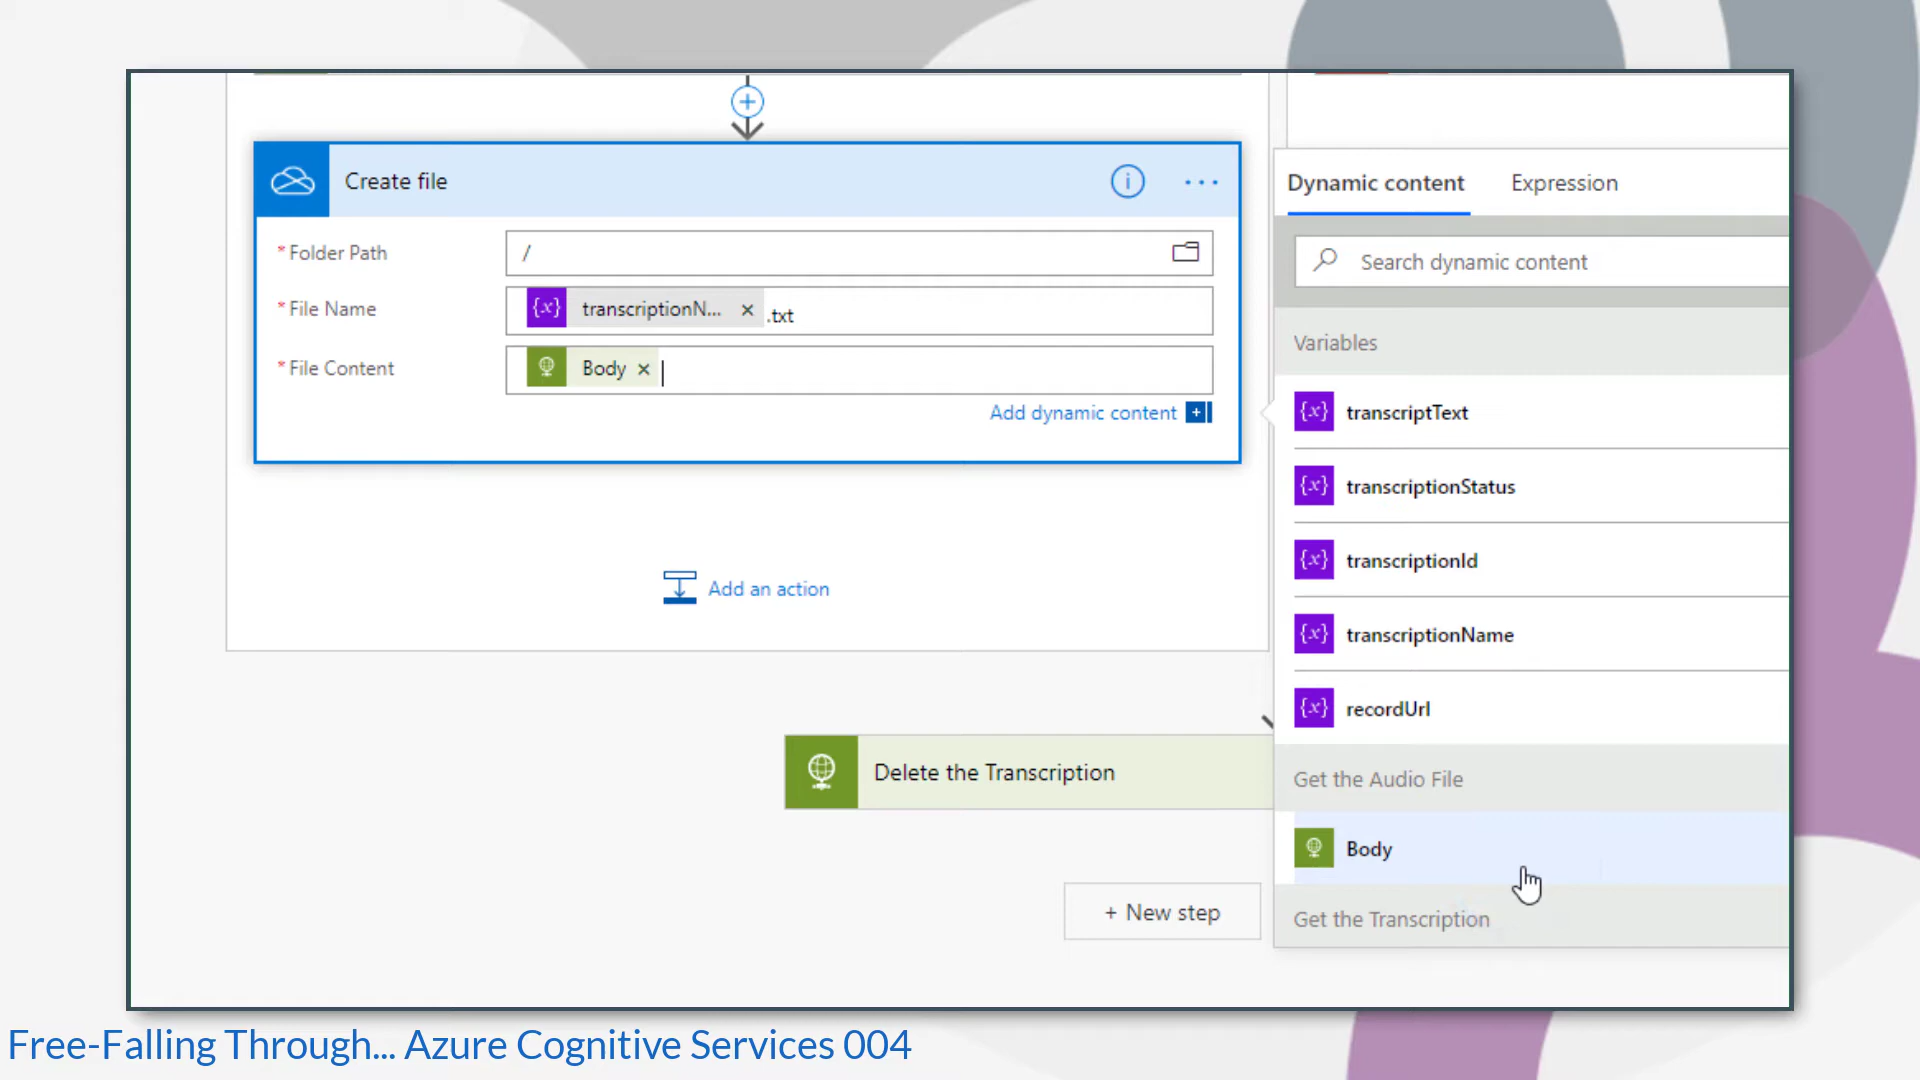 Create file
* Folder Path
/
* File Name
{x} transcriptionN... × .txt
* File Content
Body ×
Add dynamic content
Add an action
Delete the Transcription
+ New step
Dynamic content
Expression
Search dynamic content
Variables
{x} transcriptText
{x} transcriptionStatus
{x} transcriptionId
{x} transcriptionName
{x} recordUrl
Get the Audio File
Body
Get the Transcription
Free-Falling Through... Azure Cognitive Services 004